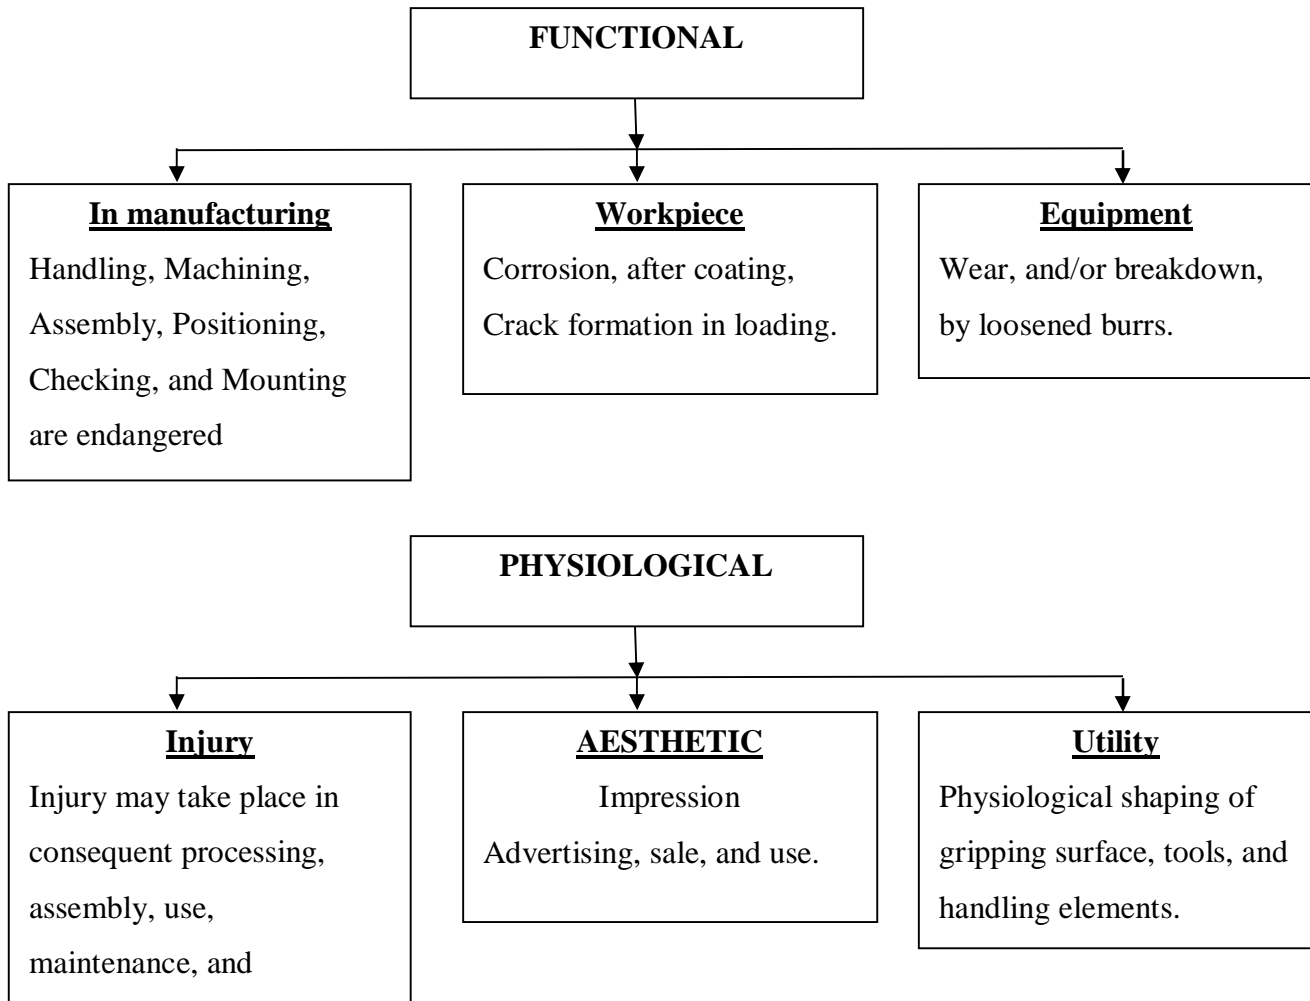 FUNCTIONAL
In manufacturing
Handling, Machining,
Assembly, Positioning,
Checking, and Mounting
are endangered
Workpiece
Corrosion, after coating,
Crack formation in loading.
Equipment
Wear, and/or breakdown,
by loosened burrs.
PHYSIOLOGICAL
Injury
Injury may take place in
consequent processing,
assembly, use,
maintenance, and
AESTHETIC
Impression
Advertising, sale, and use.
Utility
Physiological shaping of
gripping surface, tools, and
handling elements.